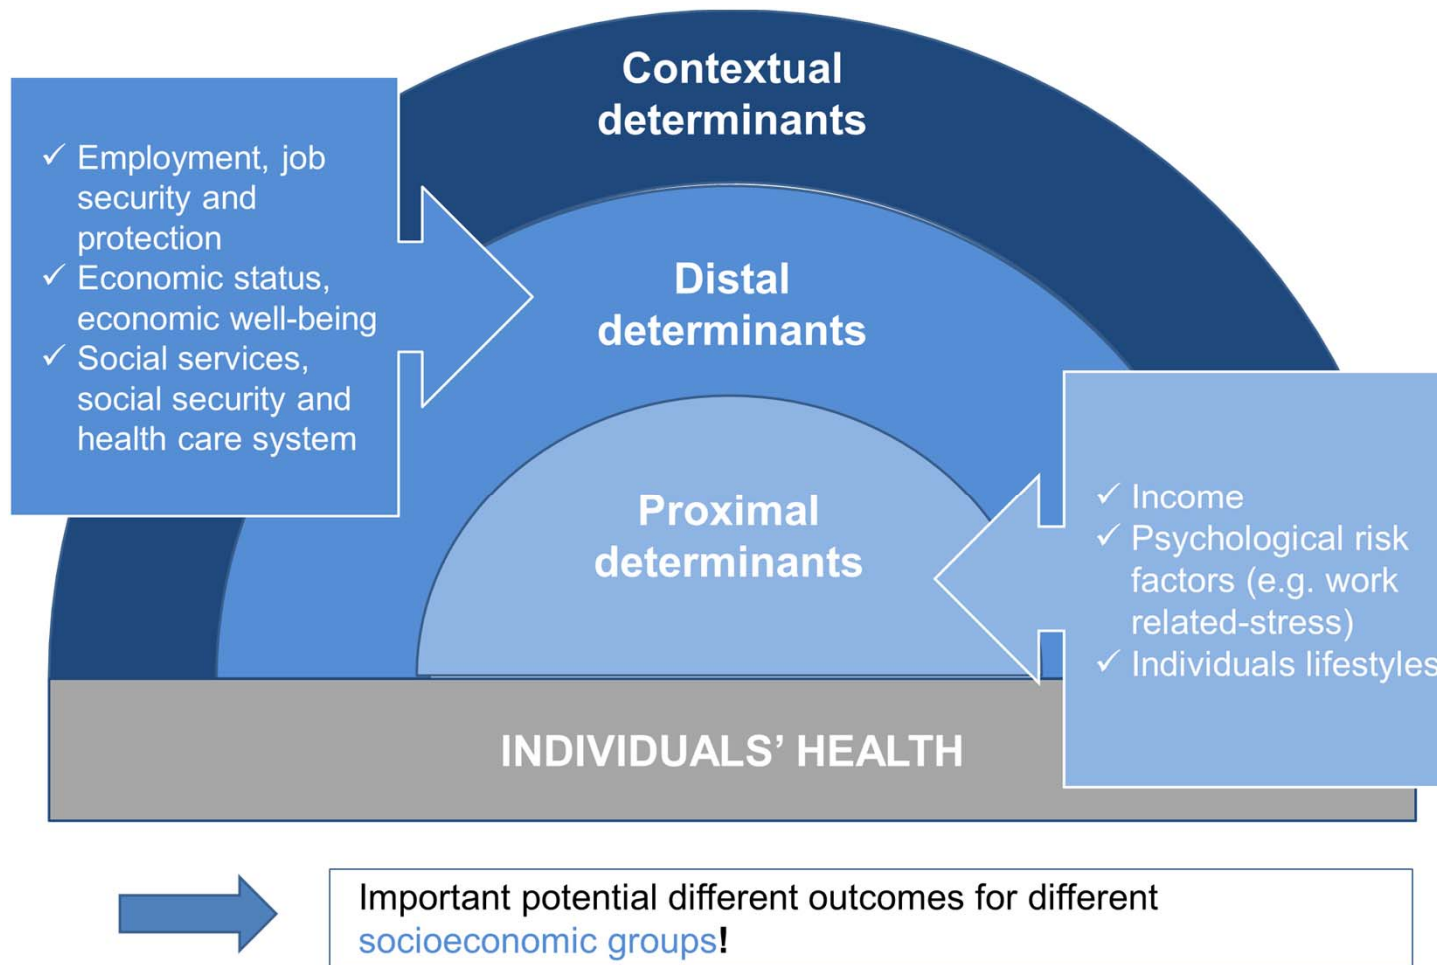 Contextual
determinants
✓ Employment, job
security and
protection
✓ Economic status,
economic well-being
✓ Social services,
social security and
health care system
Distal
determinants
Proximal
determinants
✓ Income
✓ Psychological risk
factors (e.g. work
related-stress)
✓ Individuals lifestyles
INDIVIDUALS’ HEALTH
Important potential different outcomes for different
socioeconomic groups!